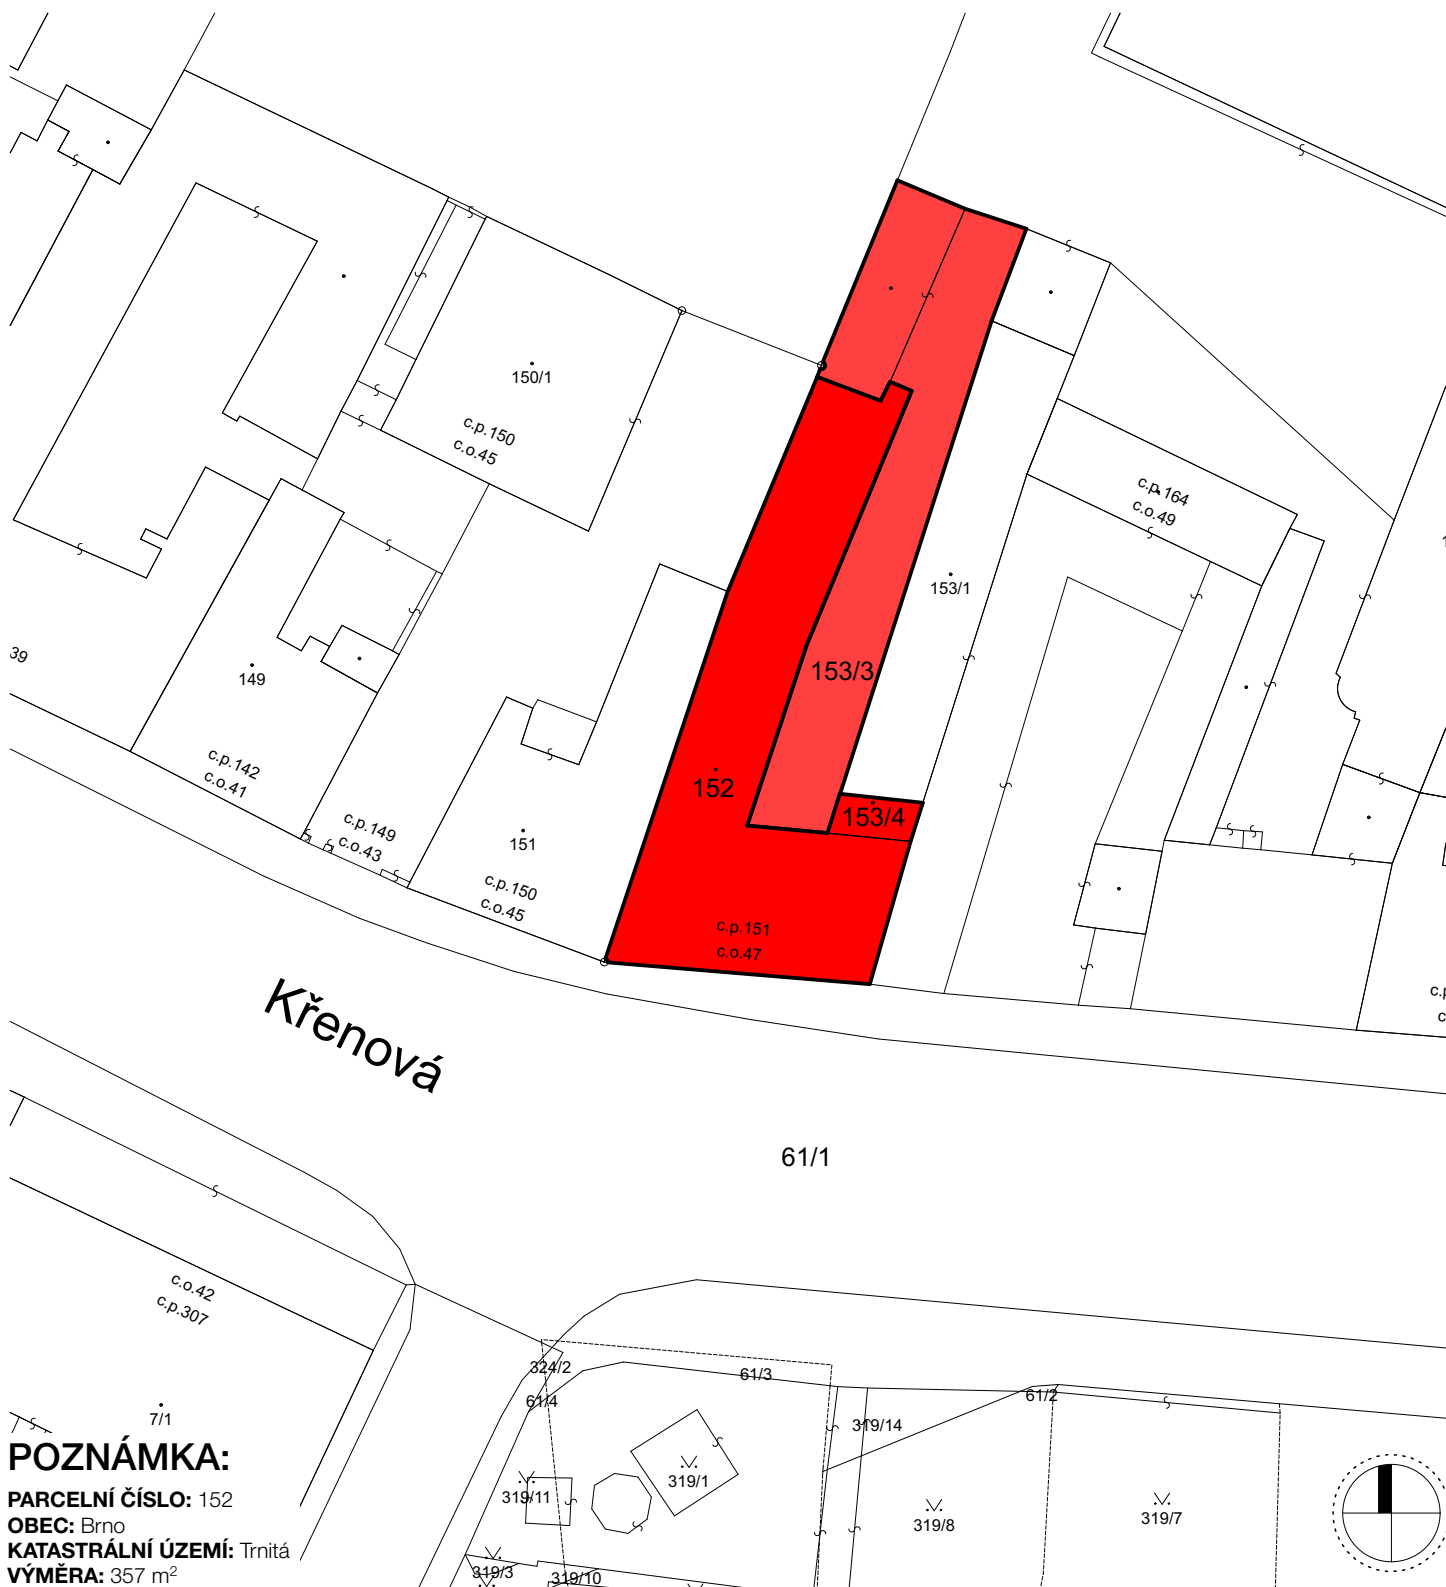 150/1
c.p.150
c.o.45
c.p.164
c.o.49
153/1
39
149
153/3
c.p.142
c.o.41
152
153/4
c.p.149
c.o.43
151
c.p.150
c.o.45
c.p.151
c.o.47
Křenová
61/1
c.o.42
c.p.307
324/2
61/3
61/4
61/2
7/1
319/14
319/1
319/11
319/8
319/7
319/3
319/10
POZNÁMKA:
PARCELNÍ ČÍSLO: 152
OBEC: Brno
KATASTRÁLNÍ ÚZEMÍ: Trnitá
VÝMĚRA: 357 m²